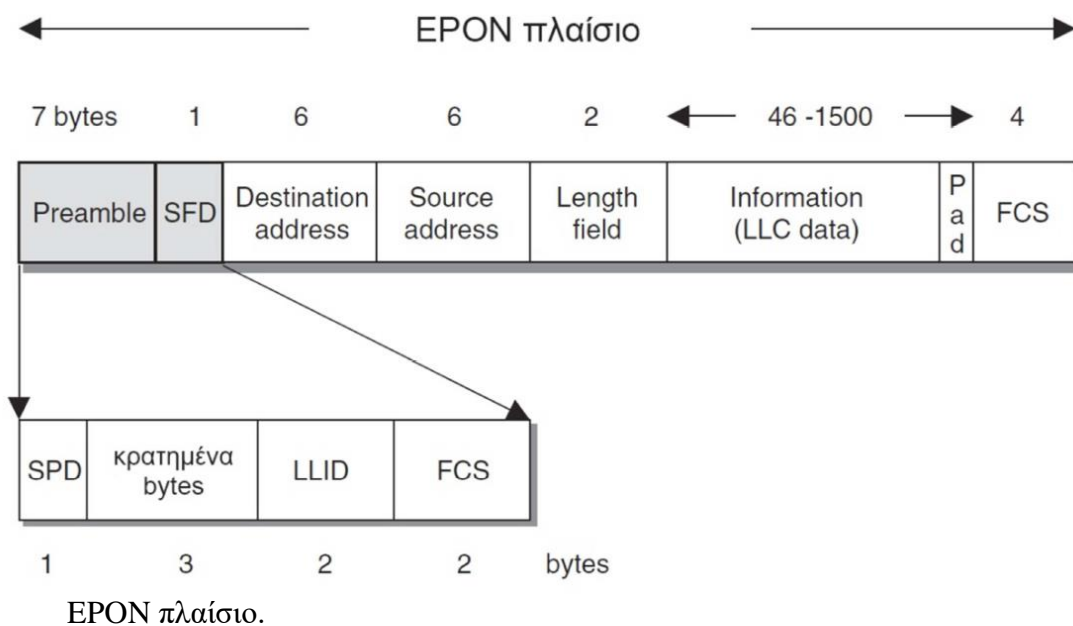 EPON πλαίσιο
7 bytes 1 6 6 2 46 -1500 4
Preamble SFD Destination address Source address Length field Information (LLC data) Pad FCS
SPD κρατημένα bytes LLID FCS
1 3 2 2 bytes
EPON πλαίσιο.